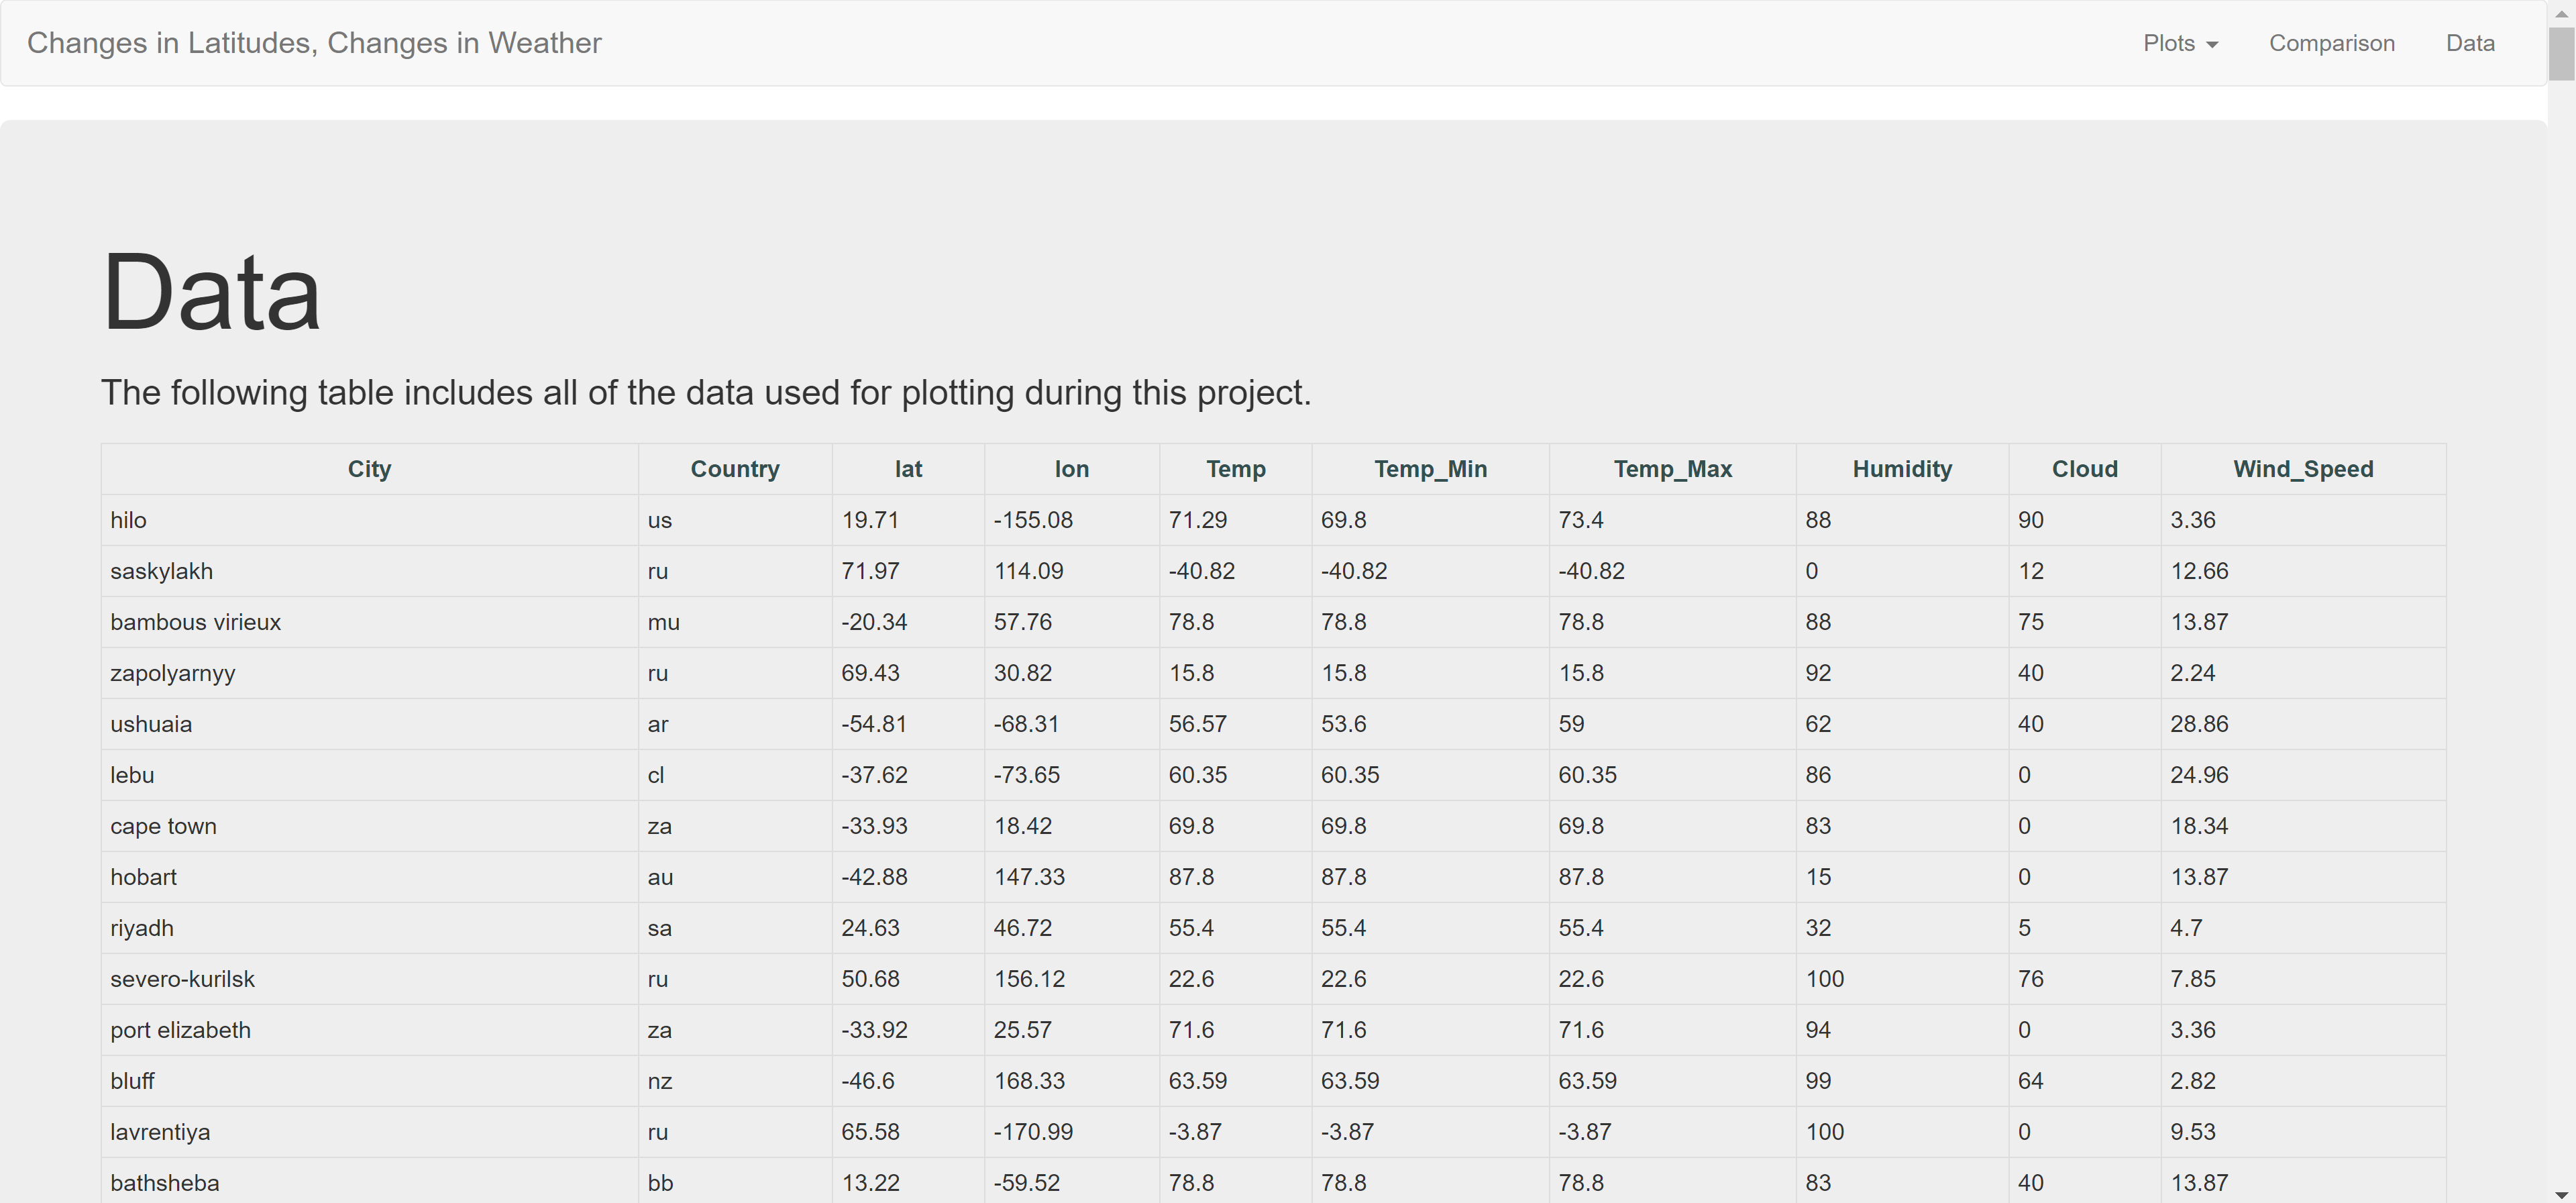 Changes in Latitudes, Changes in Weather Plots Comparison Data
Data
The following table includes all of the data used for plotting during this project.
City Country lat lon Temp Temp_Min Temp_Max Humidity Cloud Wind_Speed
hilo us 19.71 -155.08 71.29 69.8 73.4 88 90 3.36
saskylakh ru 71.97 114.09 -40.82 -40.82 -40.82 0 12 12.66
bambous virieux mu -20.34 57.76 78.8 78.8 78.8 88 75 13.87
zapolyarnyy ru 69.43 30.82 15.8 15.8 15.8 92 40 2.24
ushuaia ar -54.81 -68.31 56.57 53.6 59 62 40 28.86
lebu cl -37.62 -73.65 60.35 60.35 60.35 86 0 24.96
cape town za -33.93 18.42 69.8 69.8 69.8 83 0 18.34
hobart au -42.88 147.33 87.8 87.8 87.8 15 0 13.87
riyadh sa 24.63 46.72 55.4 55.4 55.4 32 5 4.7
severo-kurilsk ru 50.68 156.12 22.6 22.6 22.6 100 76 7.85
port elizabeth za -33.92 25.57 71.6 71.6 71.6 94 0 3.36
bluff nz -46.6 168.33 63.59 63.59 63.59 99 64 2.82
lavrentiya ru 65.58 -170.99 -3.87 -3.87 -3.87 100 0 9.53
bathsheba bb 13.22 -59.52 78.8 78.8 78.8 83 40 13.87